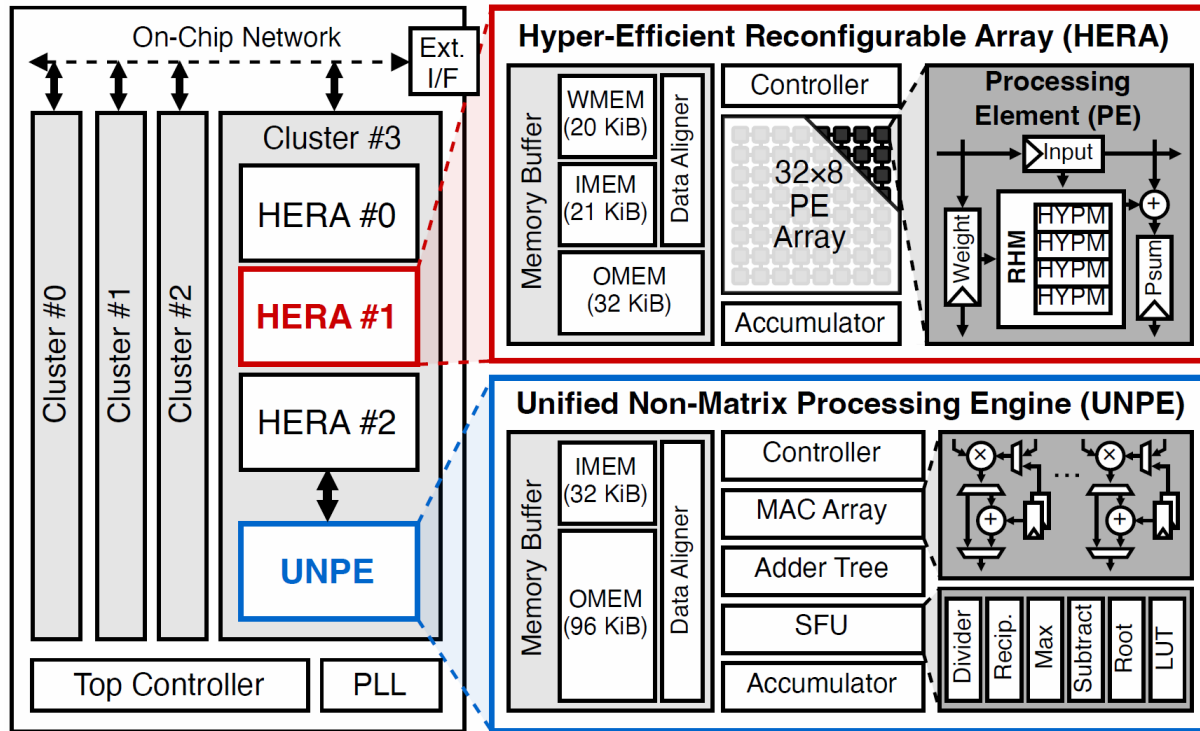 On-Chip Network
Ext.
I/F
Cluster #0
Cluster #1
Cluster #2
Cluster #3
HERA #0
HERA #1
HERA #2
UNPE
Top Controller
PLL
Hyper-Efficient Reconfigurable Array (HERA)
Memory Buffer
WMEM
(20 KiB)
IMEM
(21 KiB)
OMEM
(32 KiB)
Data Aligner
Controller
32×8
PE
Array
Accumulator
Processing
Element (PE)
Input
Weight
RHM
HYPM
HYPM
HYPM
HYPM
+
Psum
Unified Non-Matrix Processing Engine (UNPE)
Memory Buffer
IMEM
(32 KiB)
OMEM
(96 KiB)
Data Aligner
Controller
MAC Array
Adder Tree
SFU
Accumulator
× ... ×
+ +
Divider
Recip.
Max
Subtract
Root
LUT